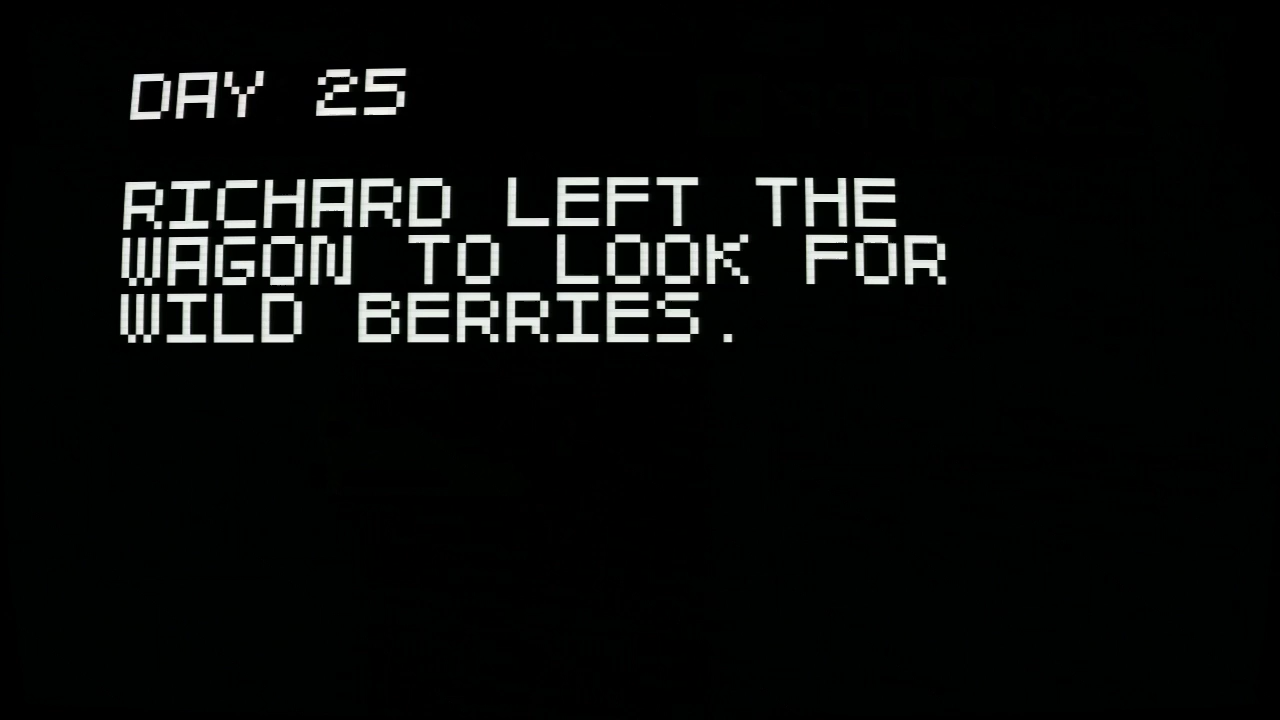 DAY 25
RICHARD LEFT THE
WAGON TO LOOK FOR
WILD BERRIES.